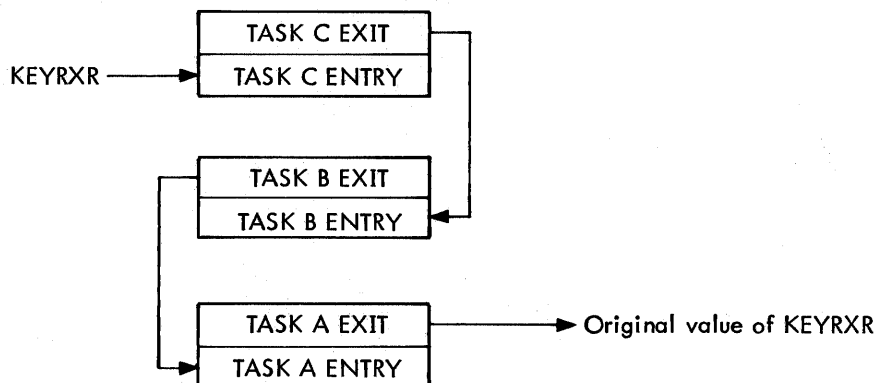 TASK C EXIT
KEYRXR
TASK C ENTRY
TASK B EXIT
TASK B ENTRY
TASK A EXIT
Original value of KEYRXR
TASK A ENTRY